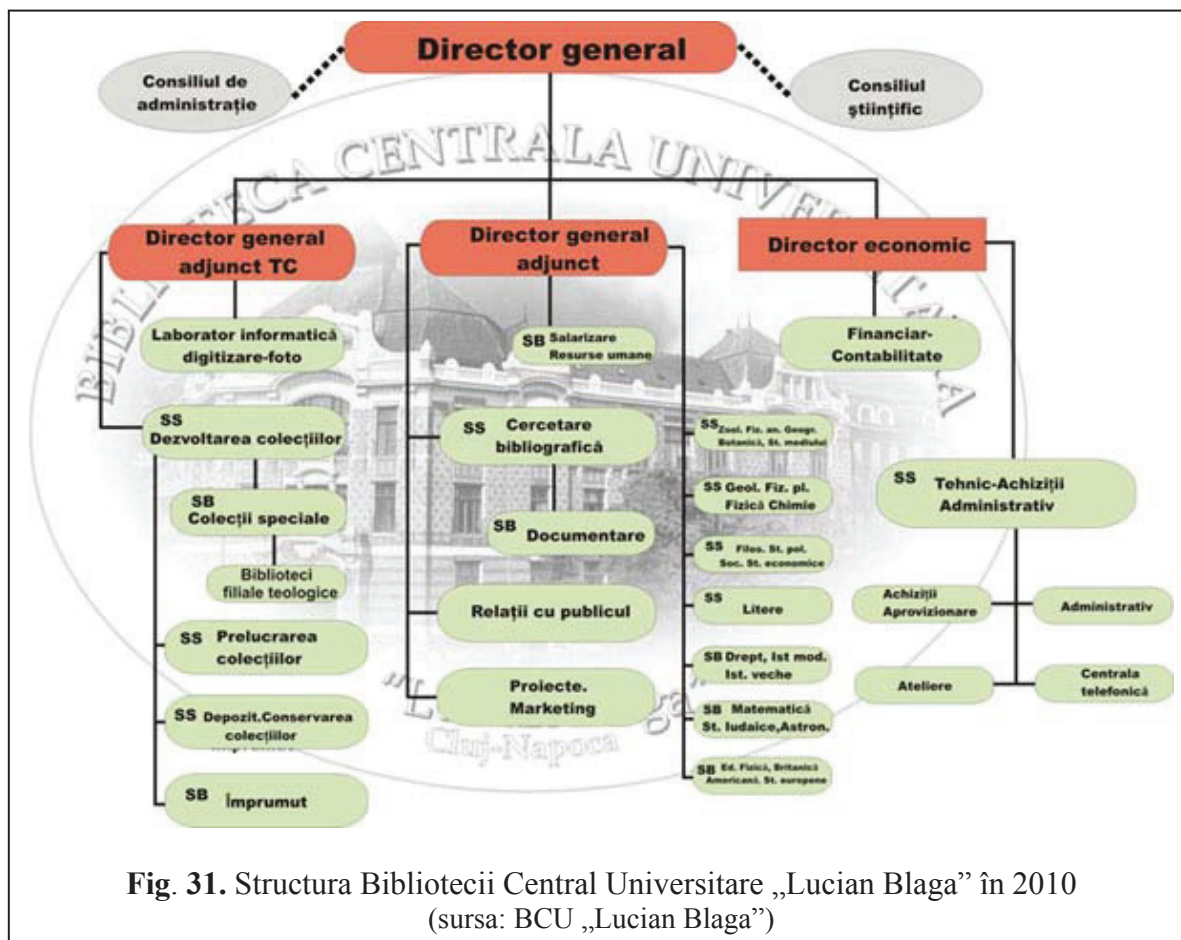 Director general
Consiliul de
administrație
Consiliul
științific
BIBLIOTECA CENTRALA UNIVERSITARA
Director general
adjunct TC
Director general
adjunct
Director economic
Laborator informatică
digitizare-foto
SB Salarizare
Resurse umane
Financiar-
Contabilitate
SS
Dezvoltarea colecțiilor
SS Cercetare
bibliografică
SS Zool. Fiz. an. Geogr.
Botanică, St. mediului
SS Geol. Fiz. pl.
Fizică Chimie
SS Tehnic-Achiziții
Administrativ
SB
Colecții speciale
SB Documentare
SS Filos. St. pol.
Soc. St. economice
Biblioteci
filiale teologice
Relații cu publicul
SS
Litere
Achiziții
Aprovizionare
Administrativ
SS Prelucrarea
colecțiilor
SB Drept, Ist mod.
Ist. veche
Proiecte.
Marketing
Ateliere
Centrala
telefonică
SS Depozit.Conservarea
colecțiilor
SB Matematică
St. Iudaice,Astron.
SB Împrumut
SB Ed. Fizică, Britanică
Americană. St. europene
Cluj-Napoca
Fig. 31. Structura Bibliotecii Central Universitare „Lucian Blaga” în 2010
(sursa: BCU „Lucian Blaga”)